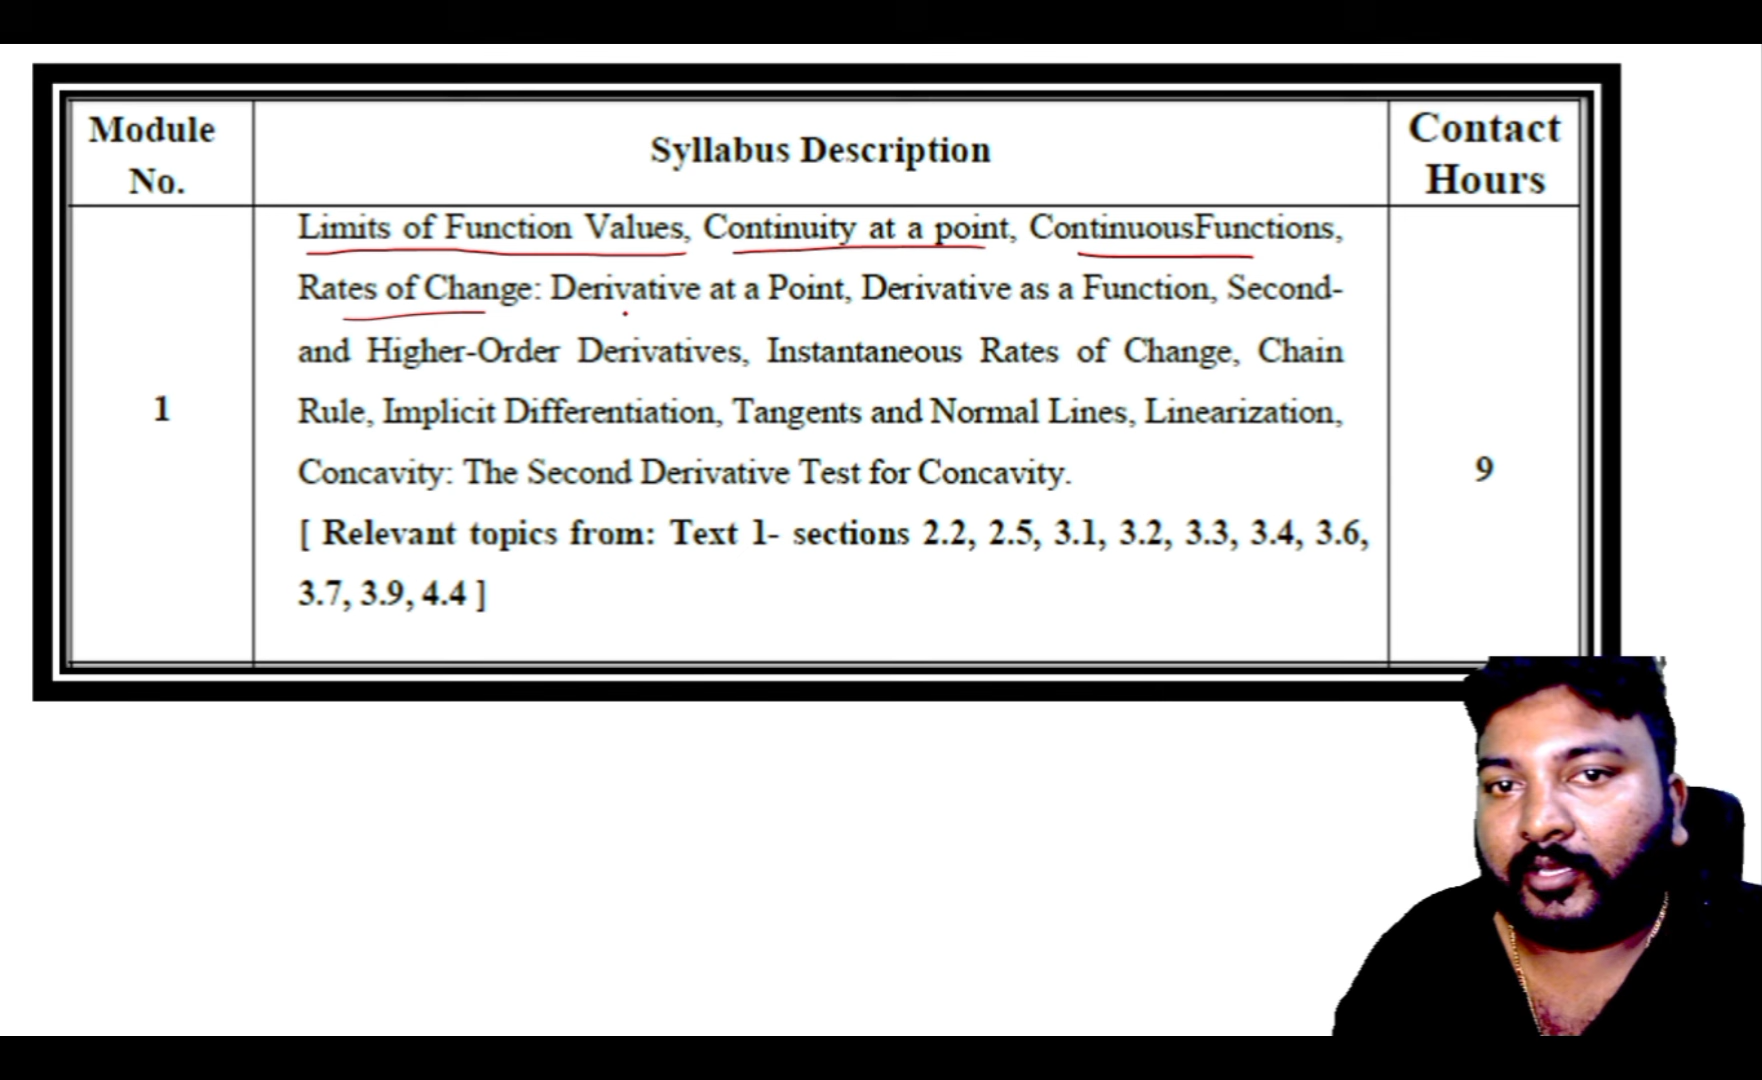 Module No.
Syllabus Description
Contact Hours
1
Limits of Function Values, Continuity at a point, ContinuousFunctions,
Rates of Change: Derivative at a Point, Derivative as a Function, Second-
and Higher-Order Derivatives, Instantaneous Rates of Change, Chain
Rule, Implicit Differentiation, Tangents and Normal Lines, Linearization,
Concavity: The Second Derivative Test for Concavity.
[ Relevant topics from: Text 1- sections 2.2, 2.5, 3.1, 3.2, 3.3, 3.4, 3.6,
3.7, 3.9, 4.4 ]
9